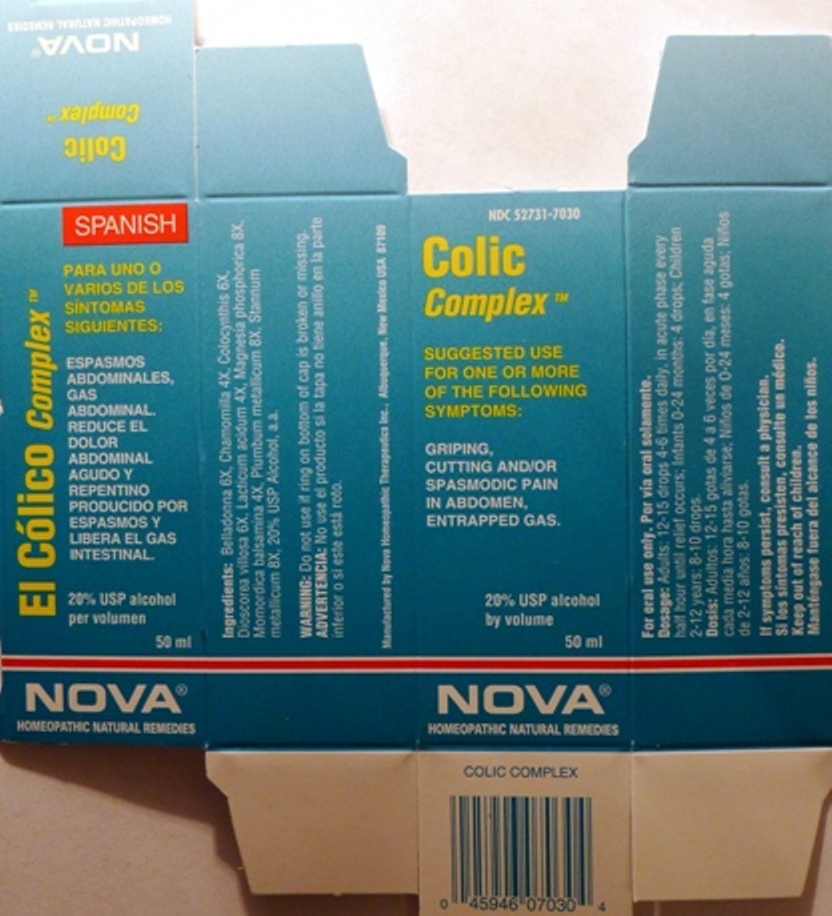 NOVA®
HOMEOPATHIC NATURAL REMEDIES
Colic
Complex™
SPANISH
El Cólico Complex™
PARA UNO O
VARIOS DE LOS
SÍNTOMAS
SIGUIENTES:
ESPASMOS
ABDOMINALES,
GAS
ABDOMINAL.
REDUCE EL
DOLOR
ABDOMINAL
AGUDO Y
REPENTINO
PRODUCIDO POR
ESPASMOS Y
LIBERA EL GAS
INTESTINAL.
20% USP alcohol
per volumen
50 ml
NOVA®
HOMEOPATHIC NATURAL REMEDIES
Ingredients: Belladonna 6X, Chamomilla 4X, Colocynthis 6X,
Dioscorea villosa 6X, Lacticum acidum 4X, Magnesia phosphorica 8X,
Momordica balsamina 4X, Plumbum metallicum 8X, Stannum
metallicum 8X, 20% USP Alcohol, a.a.
WARNING: Do not use if ring on bottom of cap is broken or missing.
ADVERTENCIA: No use el producto si la tapa no tiene anillo en la parte
inferior o si este está roto.
Manufactured by Nova Homeopathic Therapeutics Inc. Albuquerque, New Mexico USA 87109
NDC 52731-7030
Colic
Complex™
SUGGESTED USE
FOR ONE OR MORE
OF THE FOLLOWING
SYMPTOMS:
GRIPING,
CUTTING AND/OR
SPASMODIC PAIN
IN ABDOMEN,
ENTRAPPED GAS.
20% USP alcohol
by volume
50 ml
NOVA®
HOMEOPATHIC NATURAL REMEDIES
For oral use only. Por via oral solamente.
Dosage: Adults: 12-15 drops 4-6 times daily, in acute phase every
half hour until relief occurs; Infants 0-24 months: 4 drops; Children
2-12 years: 8-10 drops.
Dosis: Adultos: 12-15 gotas de 4 a 6 veces por día, en fase aguda
cada media hora hasta aliviarse; Niños de 0-24 mesas: 4 gotas; Niños
de 2-12 años: 8-10 gotas.
If symptoms persist, consult a physician.
Si los síntomas presisten, consulte un médico.
Keep out of reach of children.
Manténgase fuera del alcance de los niños.
COLIC COMPLEX
0 45946 07030 4